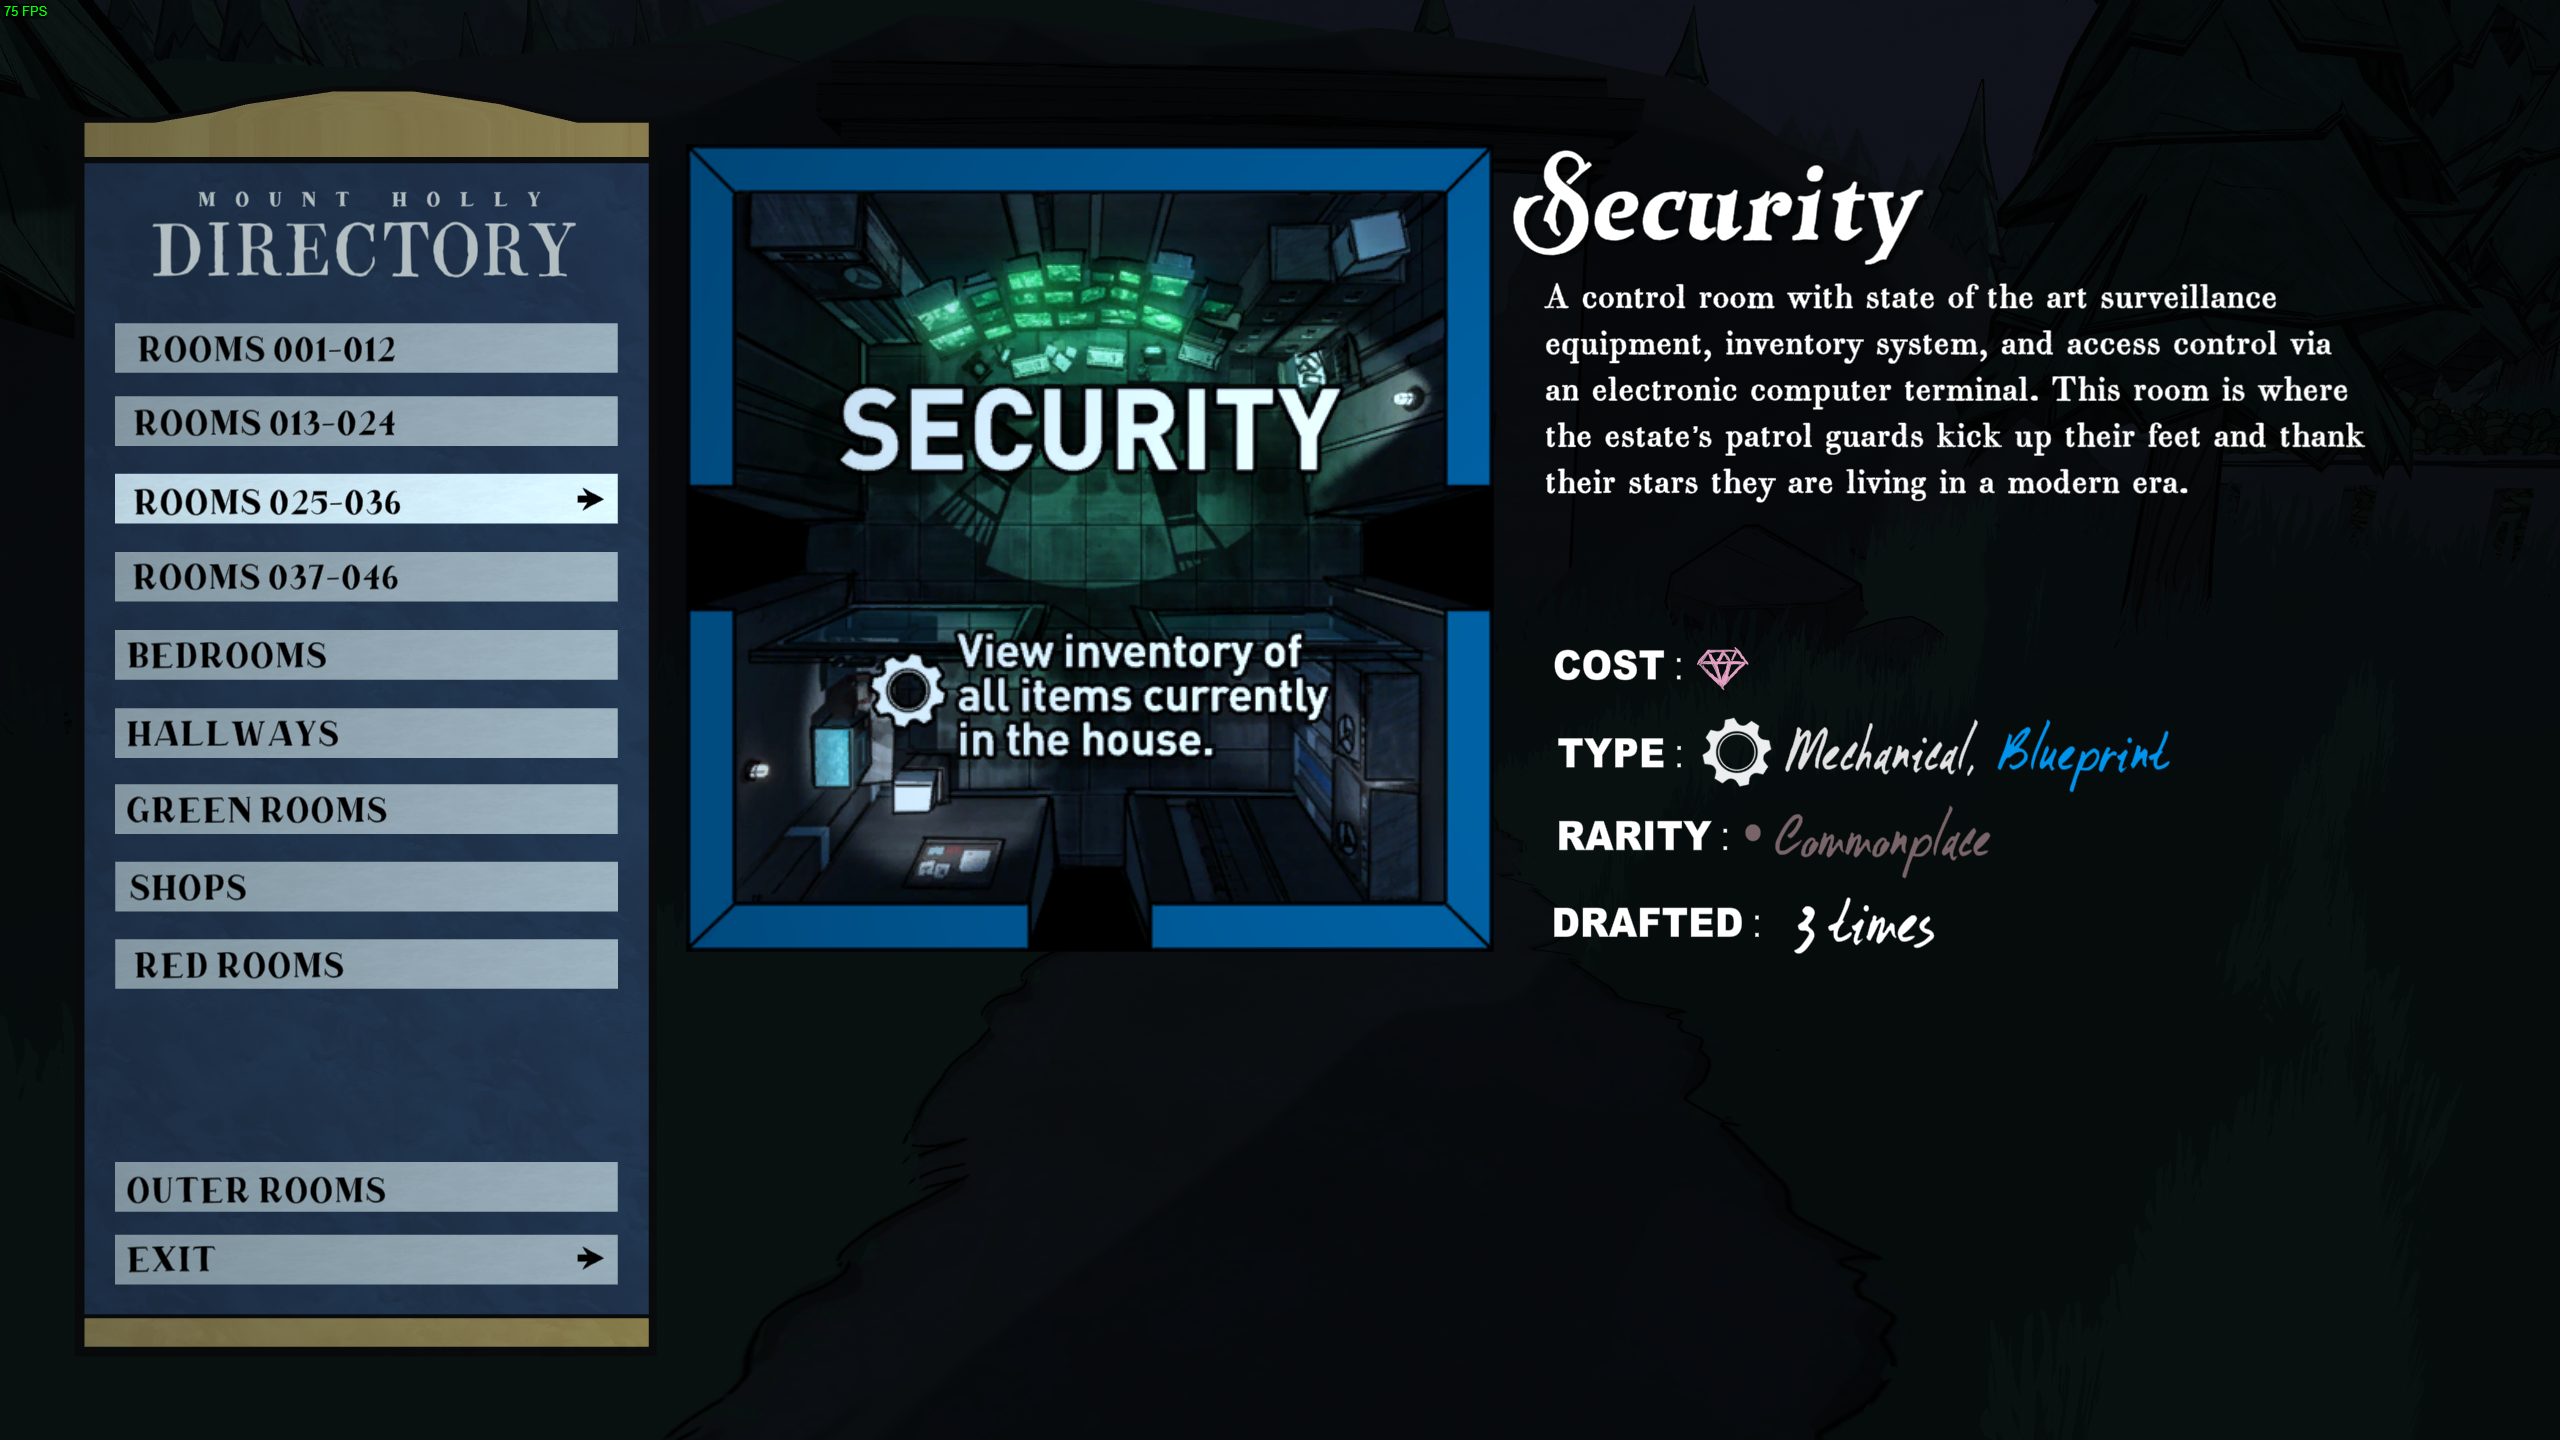 75 FPS
MOUNT HOLLY
DIRECTORY
ROOMS 001-012
ROOMS 013-024
ROOMS 025-036
ROOMS 037-046
BEDROOMS
HALLWAYS
GREEN ROOMS
SHOPS
RED ROOMS
OUTER ROOMS
EXIT
SECURITY
View inventory of
all items currently
in the house.
Security
A control room with state of the art surveillance
equipment, inventory system, and access control via
an electronic computer terminal. This room is where
the estate's patrol guards kick up their feet and thank
their stars they are living in a modern era.
COST :
TYPE : Mechanical, Blueprint
RARITY : • Commonplace
DRAFTED : 3 times